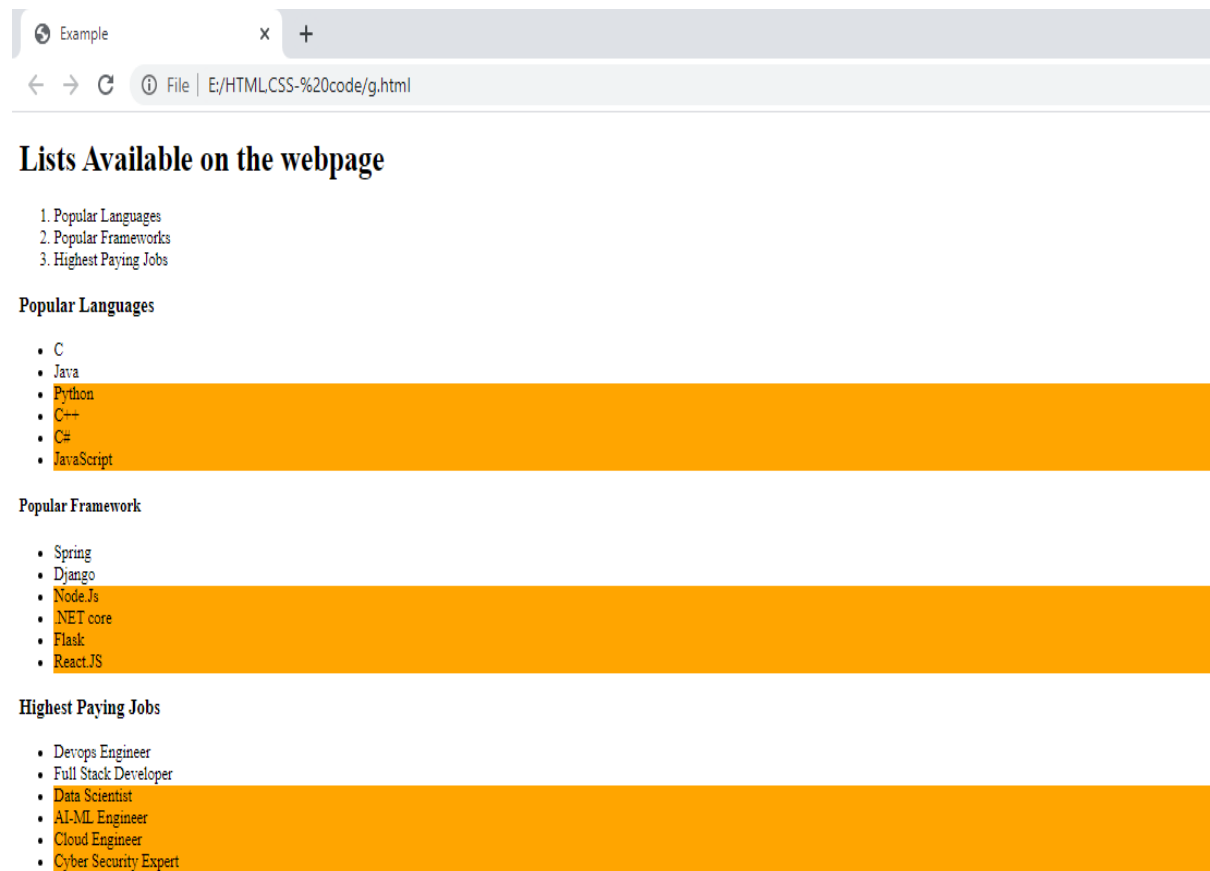 Example
File E:/HTML,CSS-%20code/g.html
Lists Available on the webpage
1. Popular Languages
2. Popular Frameworks
3. Highest Paying Jobs
Popular Languages
• C
• Java
• Python
• C++
• C#
• JavaScript
Popular Framework
• Spring
• Django
• Node.Js
• .NET core
• Flask
• React.JS
Highest Paying Jobs
• Devops Engineer
• Full Stack Developer
• Data Scientist
• AI-ML Engineer
• Cloud Engineer
• Cyber Security Expert